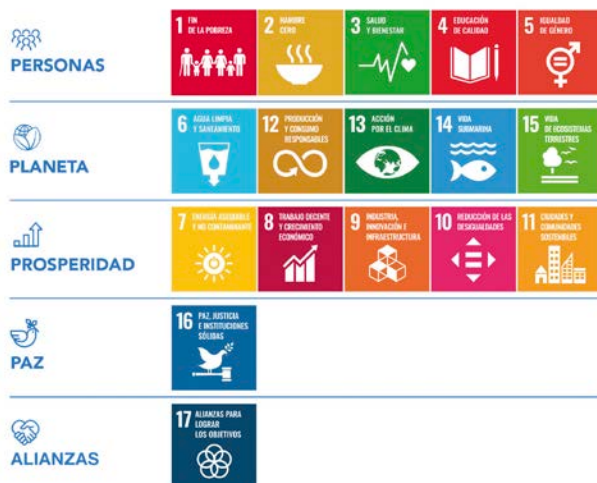 PERSONAS
1 FIN
DE LA POBREZA
2 HAMBRE
CERO
3 SALUD
Y BIENESTAR
4 EDUCACIÓN
DE CALIDAD
5 IGUALDAD
DE GÉNERO
PLANETA
6 AGUA LIMPIA
Y SANEAMIENTO
12 PRODUCCIÓN
Y CONSUMO
RESPONSABLES
13 ACCIÓN
POR EL CLIMA
14 VIDA
SUBMARINA
15 VIDA
DE ECOSISTEMAS
TERRESTRES
PROSPERIDAD
7 ENERGÍA ASEQUIBLE
Y NO CONTAMINANTE
8 TRABAJO DECENTE
Y CRECIMIENTO
ECONÓMICO
9 INDUSTRIA,
INNOVACIÓN E
INFRAESTRUCTURA
10 REDUCCIÓN DE LAS
DESIGUALDADES
11 CIUDADES Y
COMUNIDADES
SOSTENIBLES
PAZ
16 PAZ, JUSTICIA
E INSTITUCIONES
SÓLIDAS
ALIANZAS
17 ALIANZAS PARA
LOGRAR
LOS OBJETIVOS